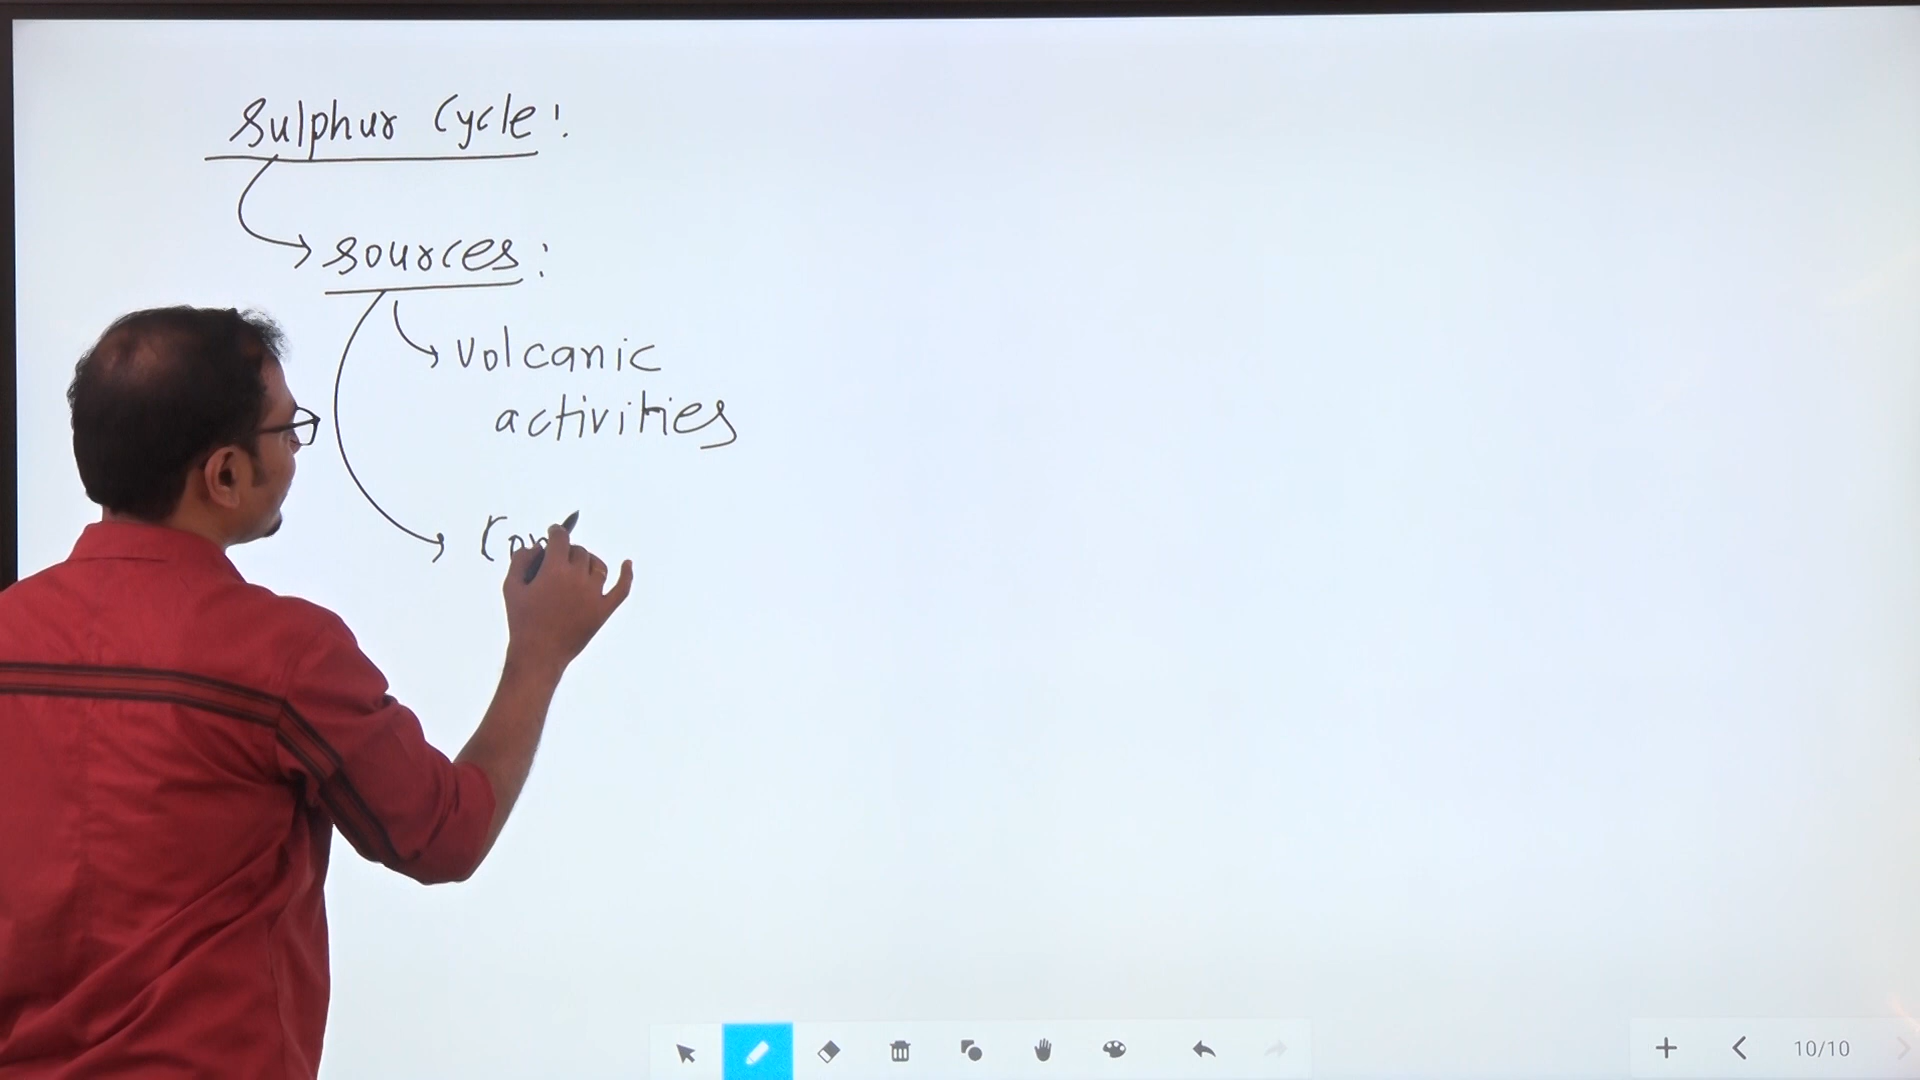 Sulphur Cycle:
sources:
volcanic
activities
10/10